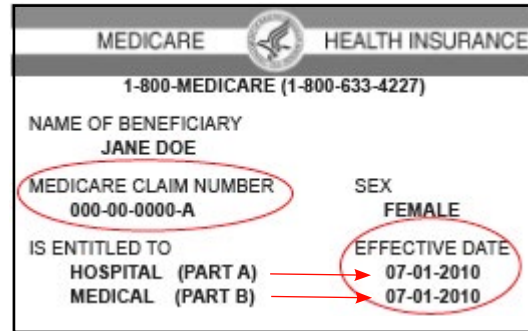 MEDICARE HEALTH INSURANCE
1-800-MEDICARE (1-800-633-4227)
NAME OF BENEFICIARY
JANE DOE
MEDICARE CLAIM NUMBER SEX
000-00-0000-A FEMALE
IS ENTITLED TO EFFECTIVE DATE
HOSPITAL (PART A) 07-01-2010
MEDICAL (PART B) 07-01-2010